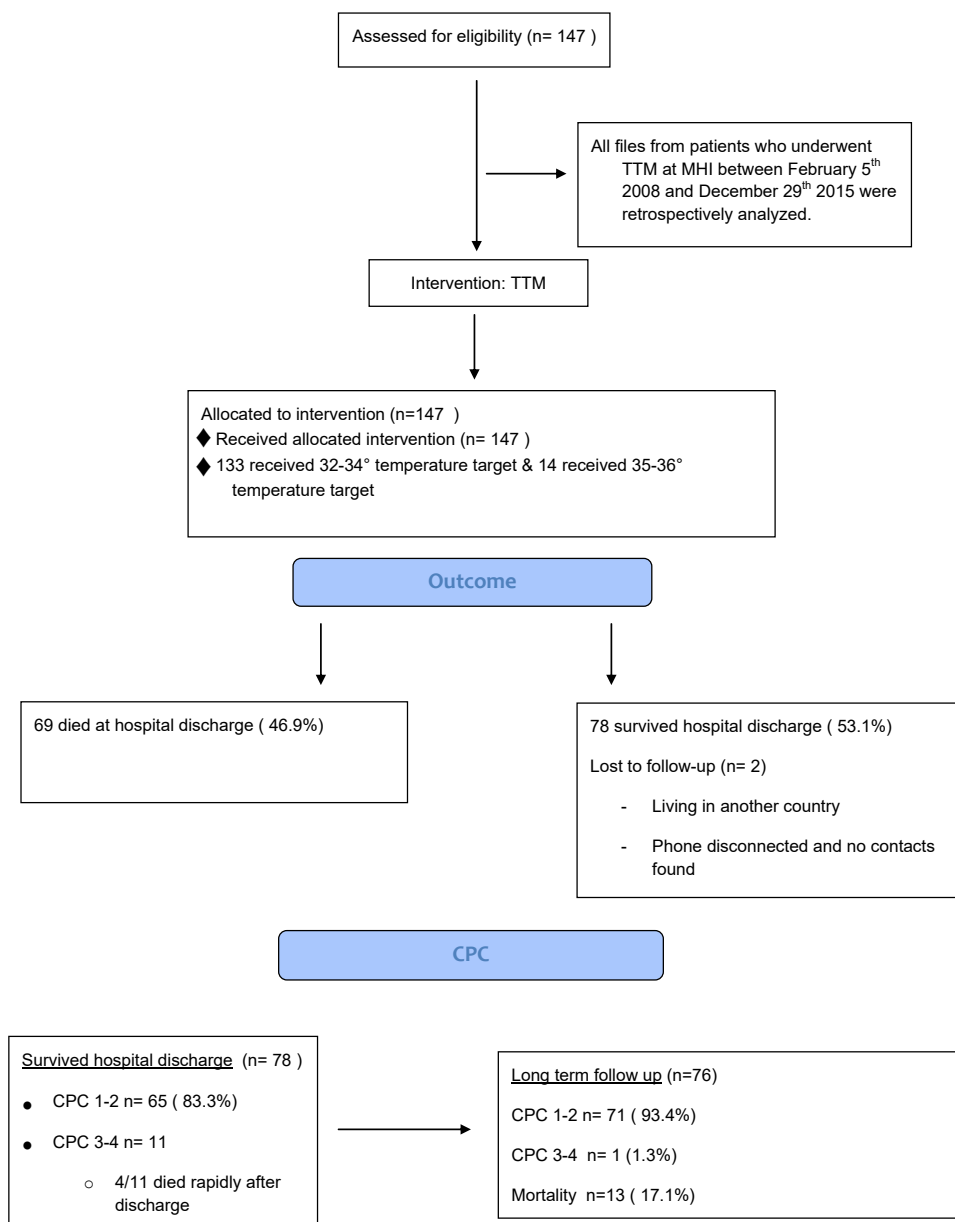 Assessed for eligibility (n= 147 )
All files from patients who underwent
TTM at MHI between February 5th
2008 and December 29th 2015 were
retrospectively analyzed.
Intervention: TTM
Allocated to intervention (n=147 )
♦ Received allocated intervention (n= 147 )
♦ 133 received 32-34° temperature target & 14 received 35-36°
temperature target
Outcome
69 died at hospital discharge ( 46.9%)
78 survived hospital discharge ( 53.1%)
Lost to follow-up (n= 2)
- Living in another country
- Phone disconnected and no contacts
found
CPC
Survived hospital discharge (n= 78 )
• CPC 1-2 n= 65 ( 83.3%)
• CPC 3-4 n= 11
o 4/11 died rapidly after
discharge
Long term follow up (n=76)
CPC 1-2 n= 71 ( 93.4%)
CPC 3-4 n= 1 (1.3%)
Mortality n=13 ( 17.1%)